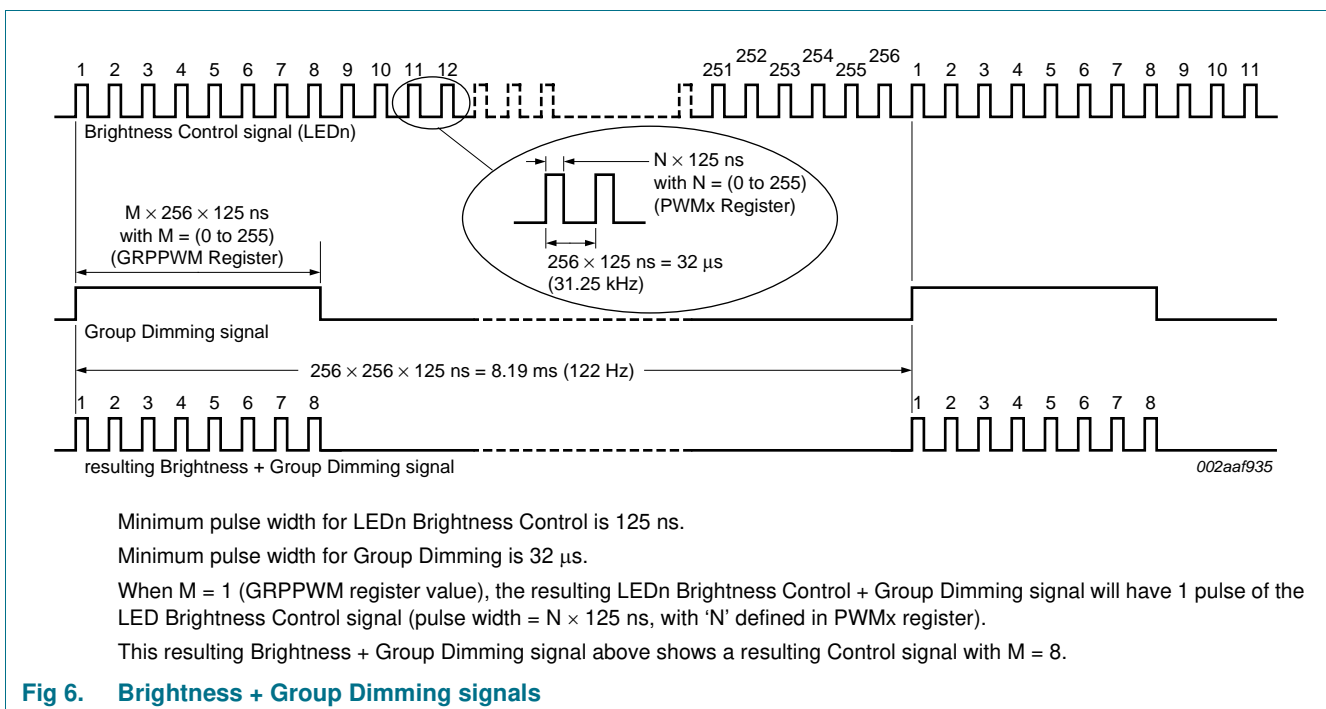 1 2 3 4 5 6 7 8 9 10 11 12 251 252 253 254 255 256 1 2 3 4 5 6 7 8 9 10 11
Brightness Control signal (LEDn)
N × 125 ns
with N = (0 to 255)
(PWMx Register)
256 × 125 ns = 32 μs
(31.25 kHz)
M × 256 × 125 ns
with M = (0 to 255)
(GRPPWM Register)
Group Dimming signal
256 × 256 × 125 ns = 8.19 ms (122 Hz)
1 2 3 4 5 6 7 8 1 2 3 4 5 6 7 8
resulting Brightness + Group Dimming signal
002aaf935
Minimum pulse width for LEDn Brightness Control is 125 ns.
Minimum pulse width for Group Dimming is 32 μs.
When M = 1 (GRPPWM register value), the resulting LEDn Brightness Control + Group Dimming signal will have 1 pulse of the
LED Brightness Control signal (pulse width = N × 125 ns, with ‘N’ defined in PWMx register).
This resulting Brightness + Group Dimming signal above shows a resulting Control signal with M = 8.
Fig 6. Brightness + Group Dimming signals